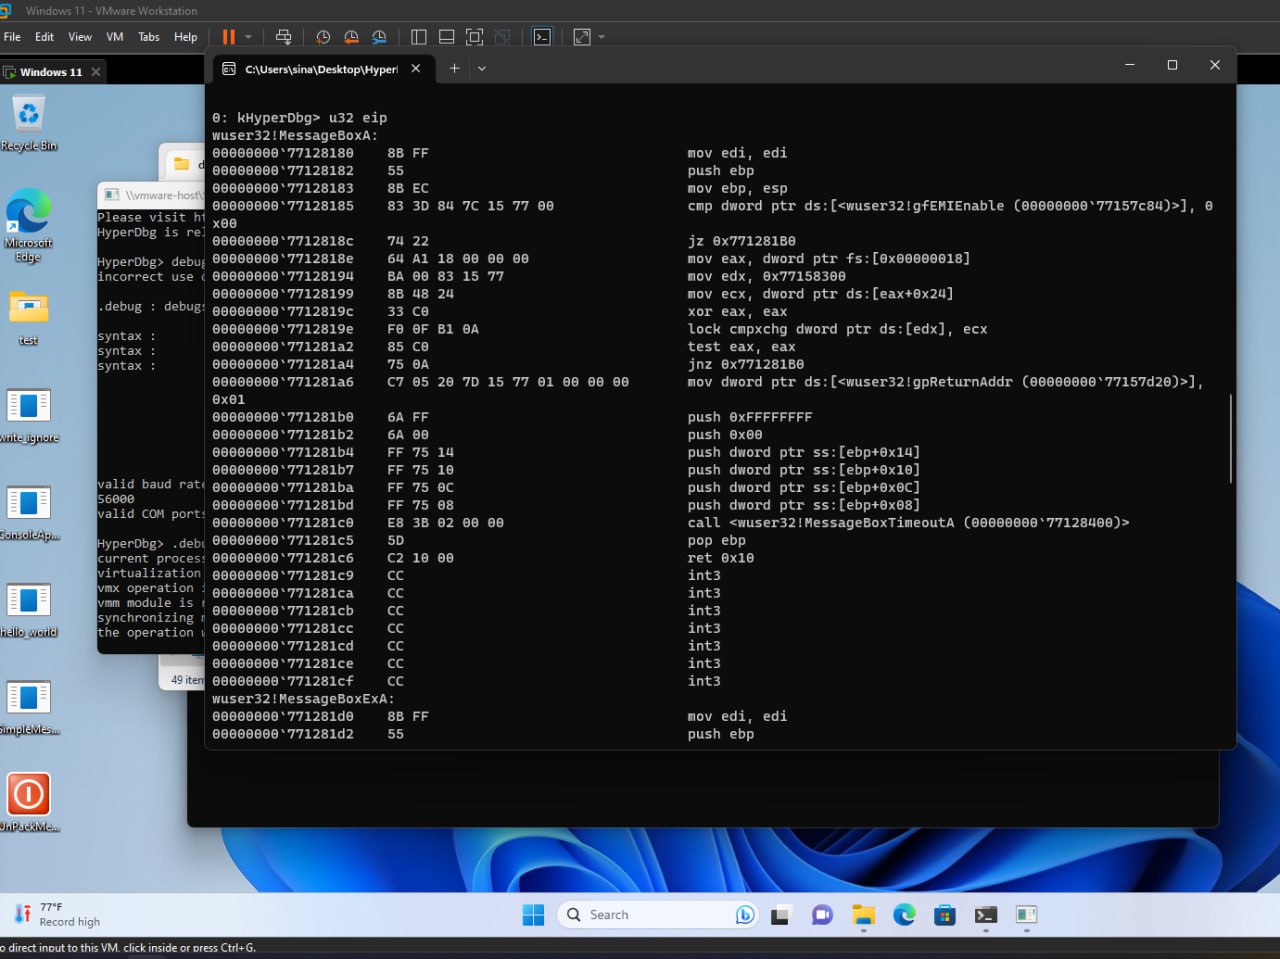 Windows 11 - VMware Workstation
File Edit View VM Tabs Help
Windows 11
C:\Users\sina\Desktop\Hyper
Recycle Bin
Microsoft
Edge
test
write_ignore
ConsoleAp...
hello_world
SimpleMes...
UnPackMe...
\\vmware-host\
Please visit ht
HyperDbg is rel
HyperDbg> debug
incorrect use o
.debug : debugs
syntax :
syntax :
syntax :
valid baud rate
56000
valid COM ports
HyperDbg> .debu
current process
virtualization
vmx operation i
vmm module is r
synchronizing m
the operation w
49 item
0: kHyperDbg> u32 eip
wuser32!MessageBoxA:
00000000`77128180 8B FF mov edi, edi
00000000`77128182 55 push ebp
00000000`77128183 8B EC mov ebp, esp
00000000`77128185 83 3D 84 7C 15 77 00 cmp dword ptr ds:[<wuser32!gfEMIEnable (00000000`77157c84)>], 0
x00
00000000`7712818c 74 22 jz 0x771281B0
00000000`7712818e 64 A1 18 00 00 00 mov eax, dword ptr fs:[0x00000018]
00000000`77128194 BA 00 83 15 77 mov edx, 0x77158300
00000000`77128199 8B 48 24 mov ecx, dword ptr ds:[eax+0x24]
00000000`7712819c 33 C0 xor eax, eax
00000000`7712819e F0 0F B1 0A lock cmpxchg dword ptr ds:[edx], ecx
00000000`771281a2 85 C0 test eax, eax
00000000`771281a4 75 0A jnz 0x771281B0
00000000`771281a6 C7 05 20 7D 15 77 01 00 00 00 mov dword ptr ds:[<wuser32!gpReturnAddr (00000000`77157d20)>],
0x01
00000000`771281b0 6A FF push 0xFFFFFFFF
00000000`771281b2 6A 00 push 0x00
00000000`771281b4 FF 75 14 push dword ptr ss:[ebp+0x14]
00000000`771281b7 FF 75 10 push dword ptr ss:[ebp+0x10]
00000000`771281ba FF 75 0C push dword ptr ss:[ebp+0x0C]
00000000`771281bd FF 75 08 push dword ptr ss:[ebp+0x08]
00000000`771281c0 E8 3B 02 00 00 call <wuser32!MessageBoxTimeoutA (00000000`77128400)>
00000000`771281c5 5D pop ebp
00000000`771281c6 C2 10 00 ret 0x10
00000000`771281c9 CC int3
00000000`771281ca CC int3
00000000`771281cb CC int3
00000000`771281cc CC int3
00000000`771281cd CC int3
00000000`771281ce CC int3
00000000`771281cf CC int3
wuser32!MessageBoxExA:
00000000`771281d0 8B FF mov edi, edi
00000000`771281d2 55 push ebp
77°F
Record high
Search
o direct input to this VM, click inside or press Ctrl+G.